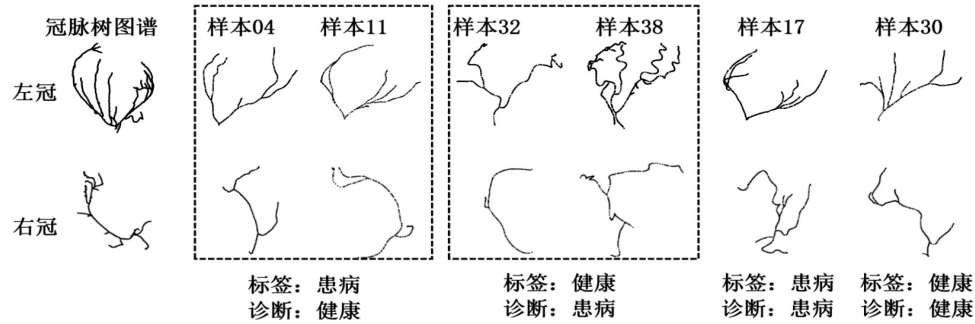 冠脉树图谱 样本04 样本11 样本32 样本38 样本17 样本30
左冠
右冠
标签：患病 标签：健康 标签：患病 标签：健康
诊断：健康 诊断：患病 诊断：患病 诊断：健康